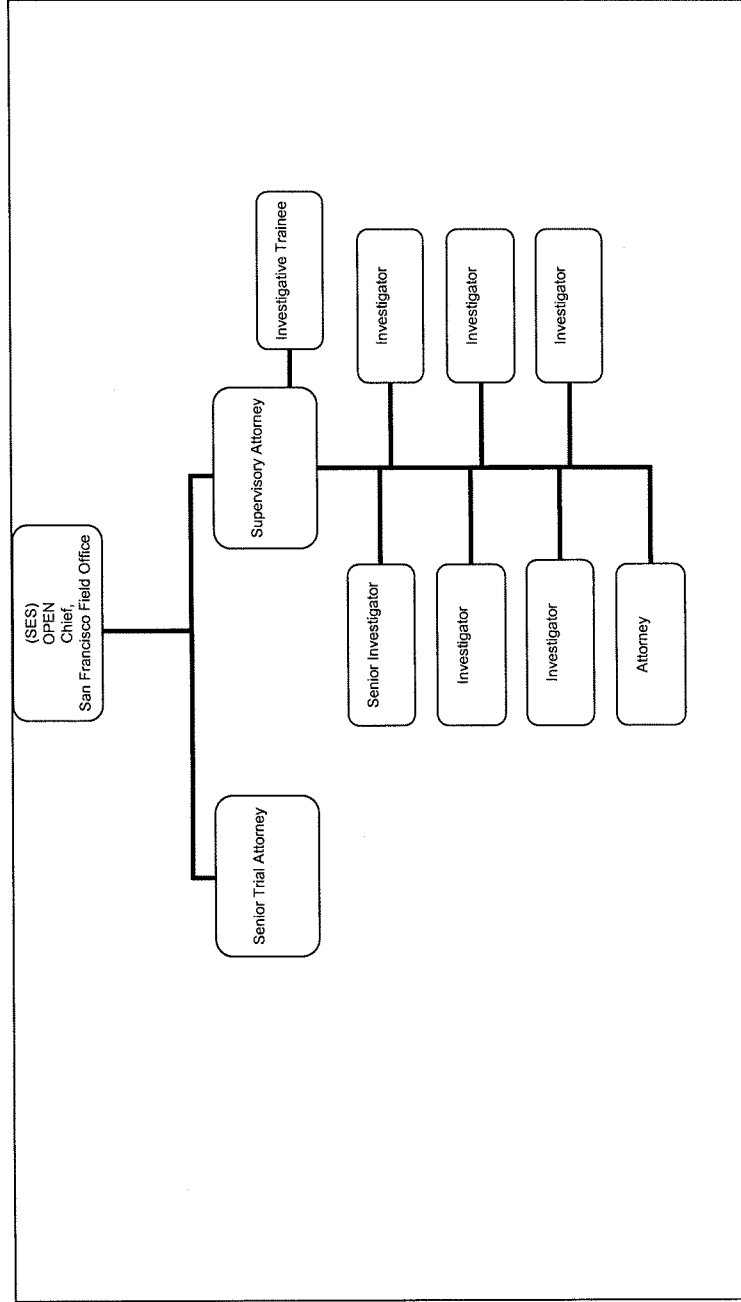 (SES)
OPEN
Chief,
San Francisco Field Office
Senior Trial Attorney
Supervisory Attorney
Investigative Trainee
Senior Investigator
Investigator
Investigator
Investigator
Investigator
Investigator
Attorney